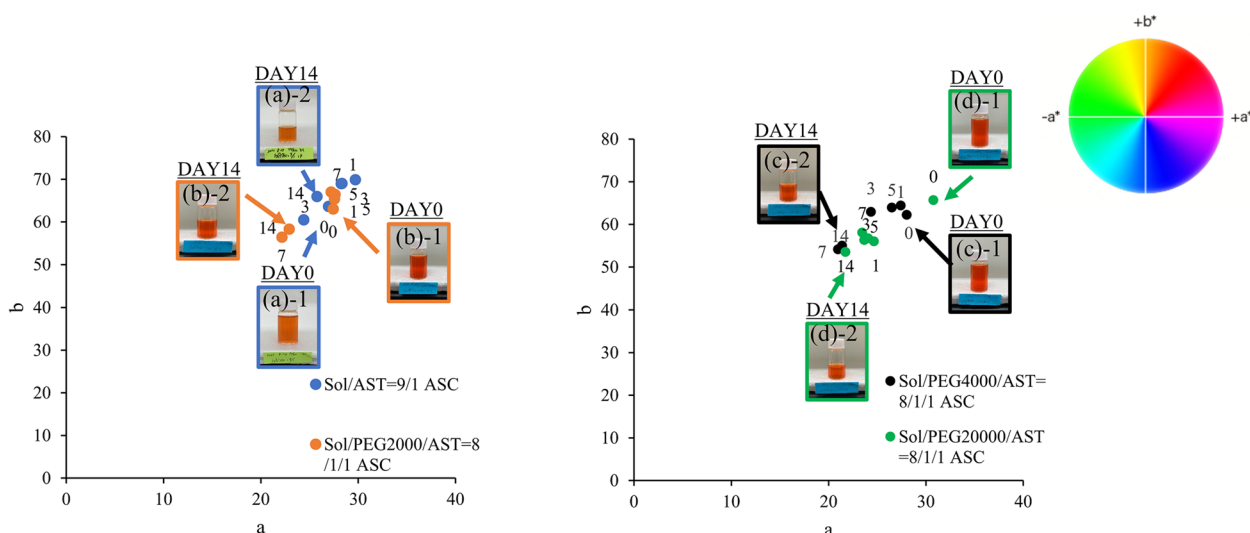 DAY14
(a)-2
DAY14
(b)-2
DAY0
(b)-1
DAY0
(a)-1
80
70
60
50
40
30
20
10
0
b
0
10
20
30
40
a
14
3
7
1
5
3
5
1
0
0
14
7
Sol/AST=9/1 ASC
Sol/PEG2000/AST=8
/1/1 ASC
DAY14
(c)-2
DAY0
(d)-1
DAY0
(c)-1
DAY14
(d)-2
80
70
60
50
40
30
20
10
0
b
0
10
20
30
40
a
0
3
5
1
7
0
14
7
3
5
14
1
Sol/PEG4000/AST=
8/1/1 ASC
Sol/PEG20000/AST
=8/1/1 ASC
+b*
-a*
+a*